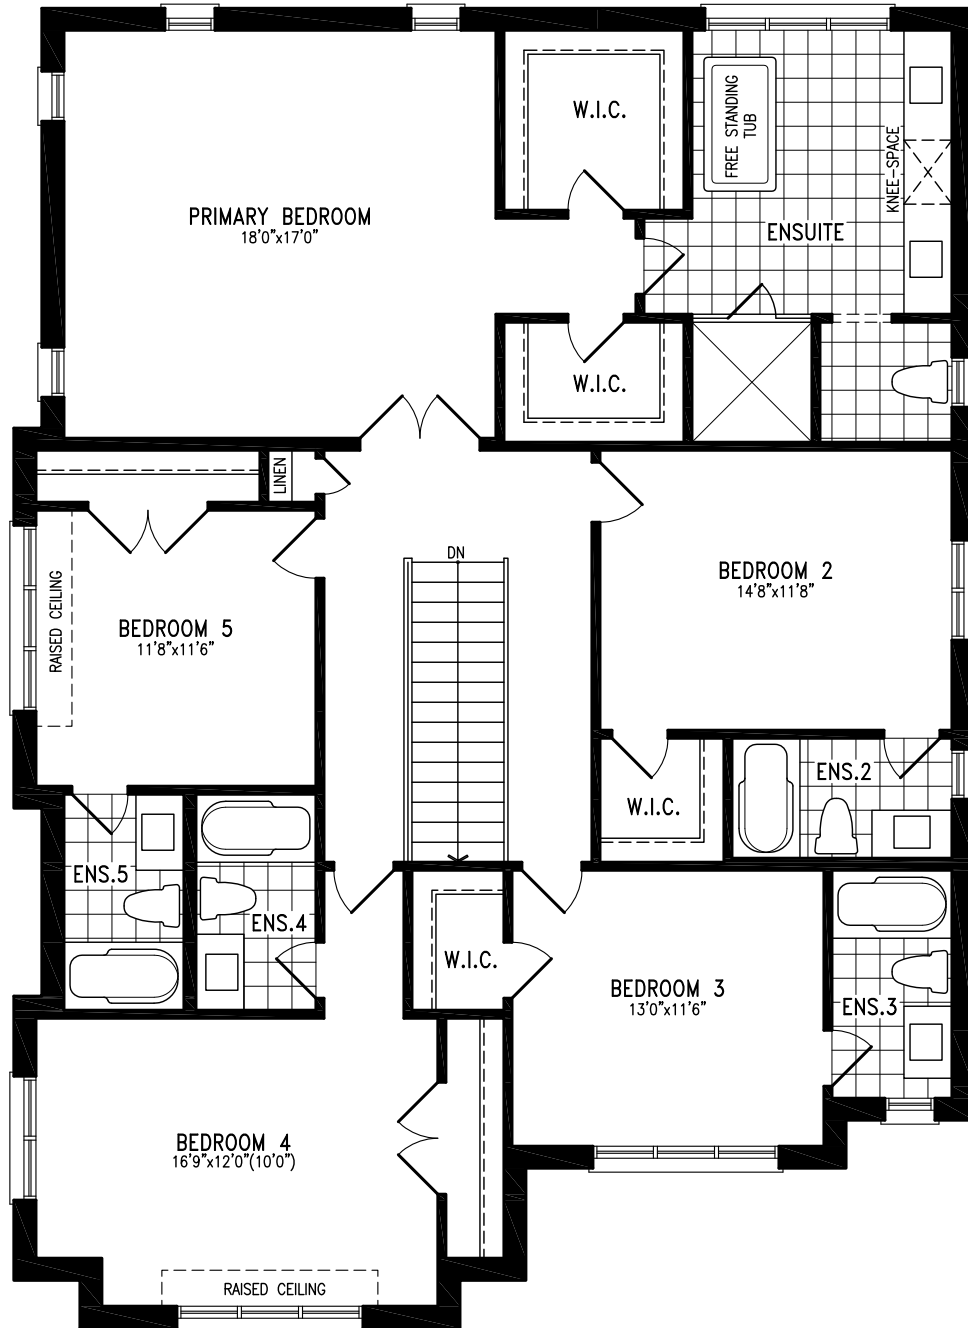 W.I.C.
FREE STANDING
TUB
KNEE-SPACE
PRIMARY BEDROOM
18'0"x17'0"
ENSUITE
W.I.C.
LINEN
DN
BEDROOM 2
14'8"x11'8"
RAISED CEILING
BEDROOM 5
11'8"x11'6"
ENS.2
W.I.C.
ENS.5
ENS.4
W.I.C.
BEDROOM 3
13'0"x11'6"
ENS.3
BEDROOM 4
16'9"x12'0"(10'0")
RAISED CEILING